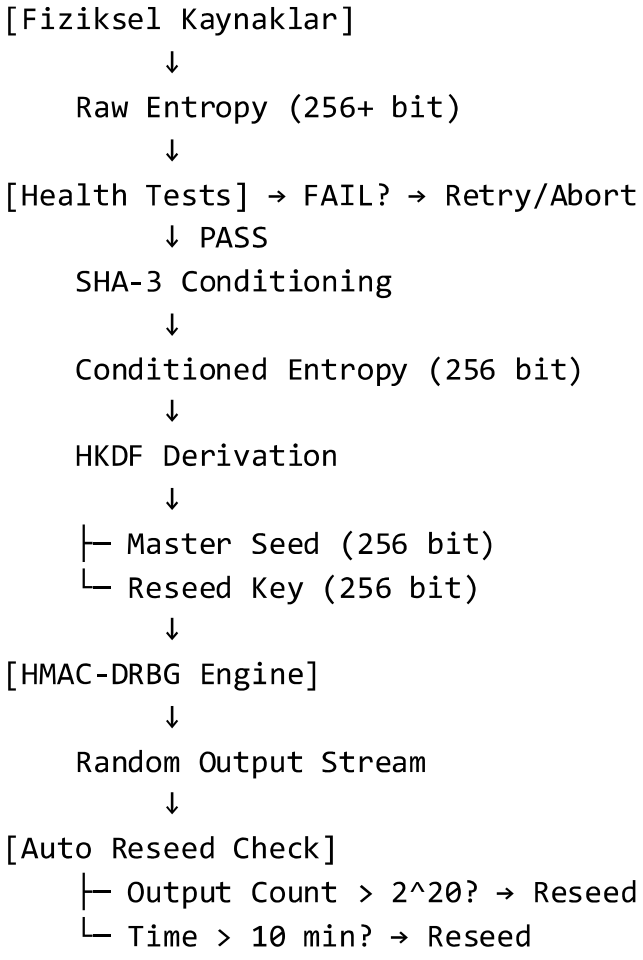 [Fiziksel Kaynaklar]
↓
Raw Entropy (256+ bit)
↓
[Health Tests] → FAIL? → Retry/Abort
↓ PASS
SHA-3 Conditioning
↓
Conditioned Entropy (256 bit)
↓
HKDF Derivation
↓
├─ Master Seed (256 bit)
└─ Reseed Key (256 bit)
↓
[HMAC-DRBG Engine]
↓
Random Output Stream
↓
[Auto Reseed Check]
├─ Output Count > 2^20? → Reseed
└─ Time > 10 min? → Reseed